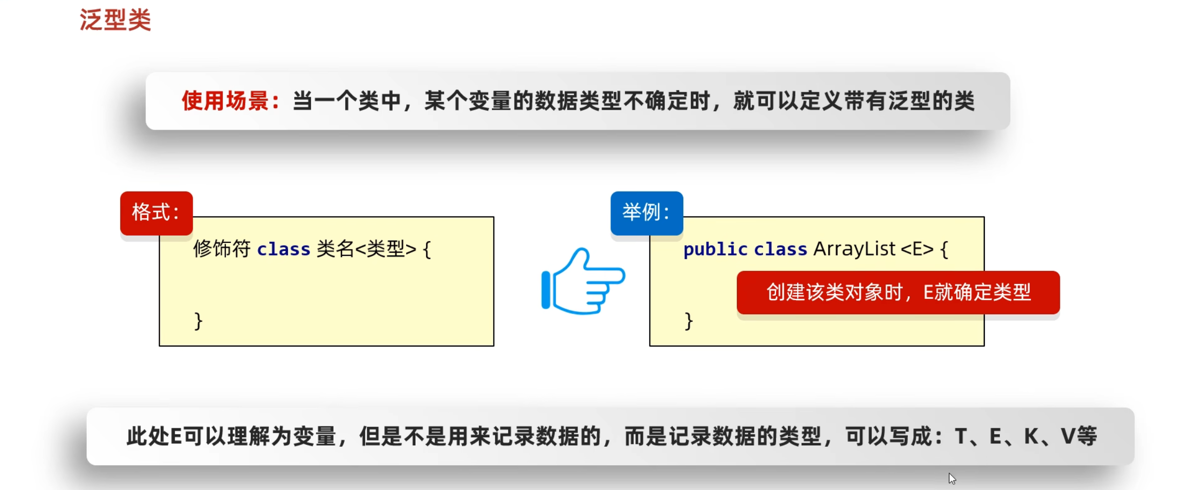 泛型类
使用场景：当一个类中，某个变量的数据类型不确定时，就可以定义带有泛型的类
格式：
修饰符 class 类名<类型> {
}
举例：
public class ArrayList <E> {
创建该类对象时，E就确定类型
}
此处E可以理解为变量，但是不是用来记录数据的，而是记录数据的类型，可以写成：T、E、K、V等